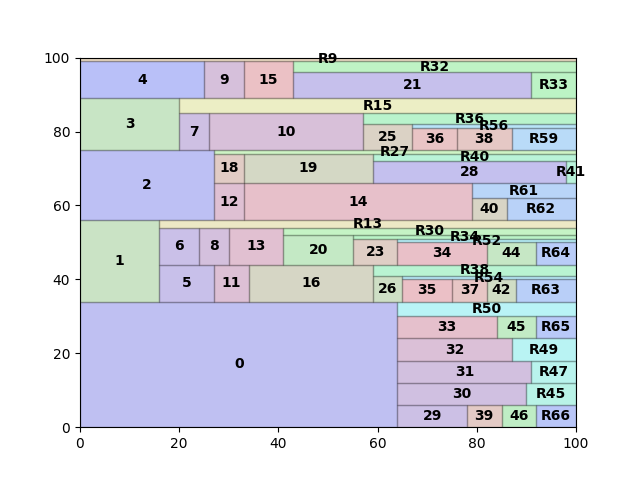 100
R9
R32
4 9 15 21 R33
R15
80
3 7 10 R36
25 R56
36 38 R59
R27
R40
18 19 28 R41
2
R61
60
12 14 40 R62
R13
R30
R34
R52
6 8 13 20 23 34 44 R64
1
R38
40
R54
5 11 16 26 35 37 42 R63
R50
33 45 R65
20
32 R49
0
31 R47
30 R45
29 39 46 R66
0
0 20 40 60 80 100